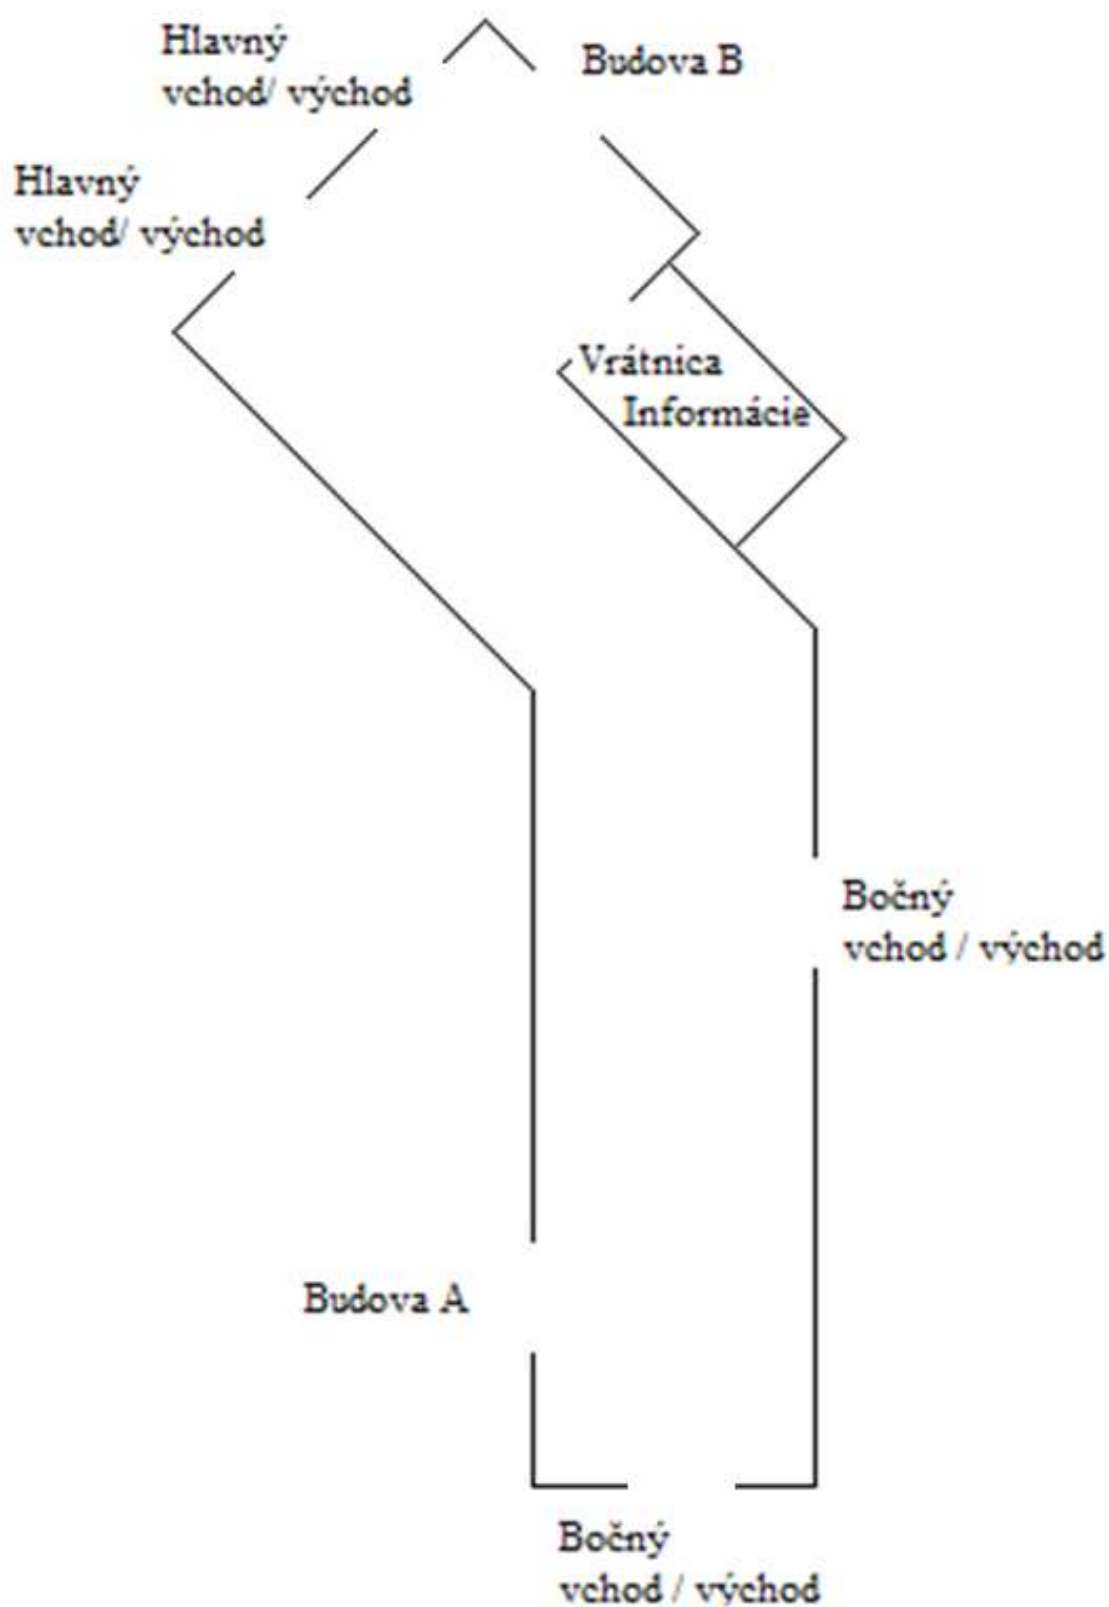 Hlavný
vchod/ východ
Budova B
Hlavný
vchod/ východ
Vrátnica
Informácie
Bočný
vchod / východ
Budova A
Bočný
vchod / východ